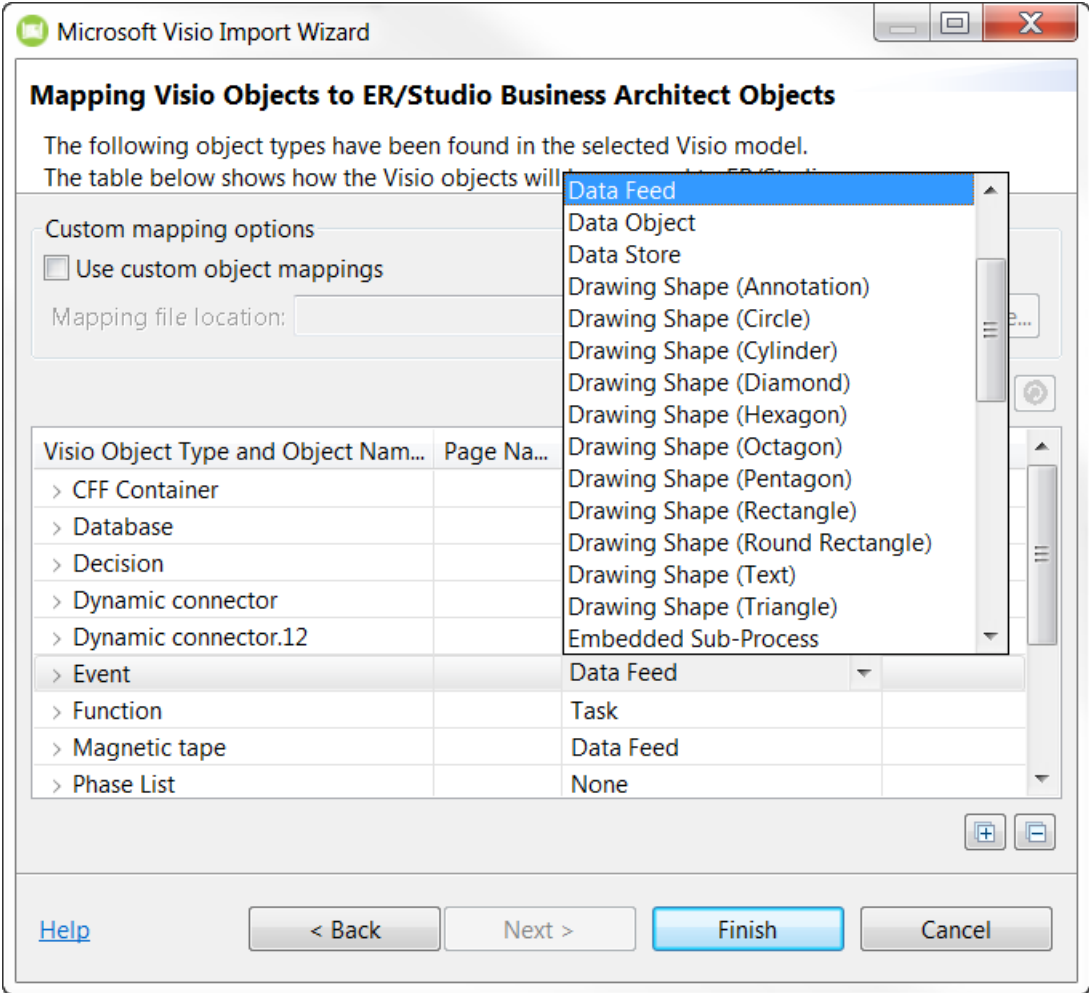 Microsoft Visio Import Wizard
Mapping Visio Objects to ER/Studio Business Architect Objects
The following object types have been found in the selected Visio model.
The table below shows how the Visio objects will
Data Feed
Data Object
Data Store
Drawing Shape (Annotation)
Drawing Shape (Circle)
Drawing Shape (Cylinder)
Drawing Shape (Diamond)
Drawing Shape (Hexagon)
Drawing Shape (Octagon)
Drawing Shape (Pentagon)
Drawing Shape (Rectangle)
Drawing Shape (Round Rectangle)
Drawing Shape (Text)
Drawing Shape (Triangle)
Embedded Sub-Process
Custom mapping options
Use custom object mappings
Mapping file location:
Visio Object Type and Object Nam... Page Na...
> CFF Container
> Database
> Decision
> Dynamic connector
> Dynamic connector.12
> Event Data Feed
> Function Task
> Magnetic tape Data Feed
> Phase List None
Help < Back Next > Finish Cancel